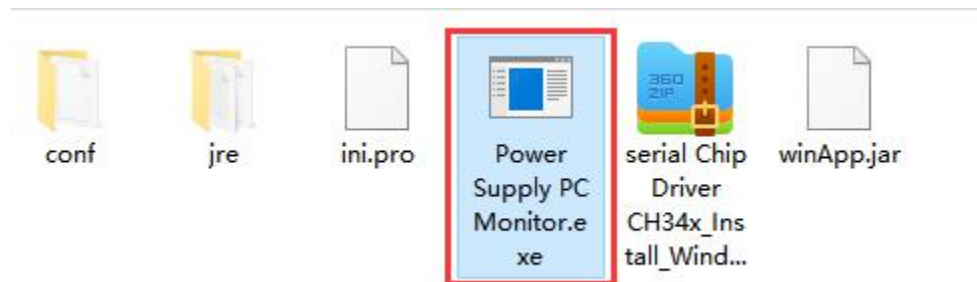 conf
jre
ini.pro
Power
Supply PC
Monitor.e
xe
360
ZIP
serial Chip
Driver
CH34x_Ins
tall_Wind...
winApp.jar